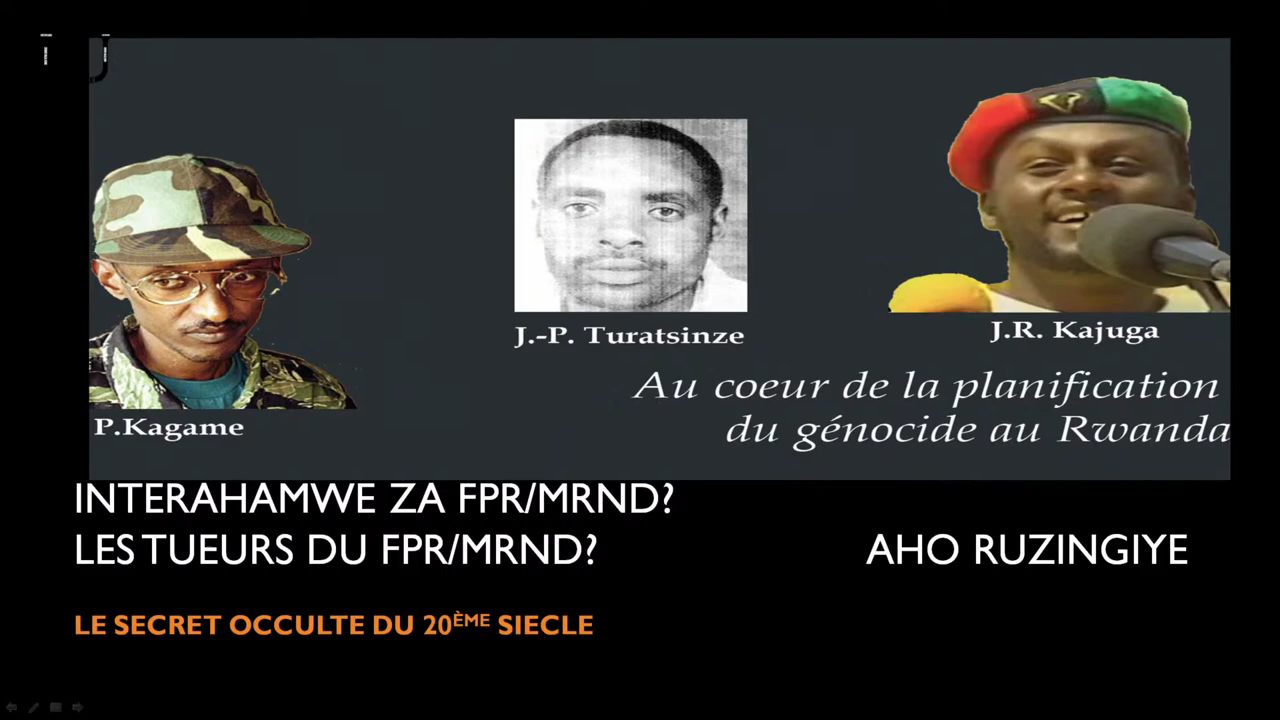 J.-P. Turatsinze
J.R. Kajuga
P.Kagame
Au coeur de la planification
du génocide au Rwanda
INTERAHAMWE ZA FPR/MRND?
LES TUEURS DU FPR/MRND?
AHO RUZINGIYE
LE SECRET OCCULTE DU 20ÈME SIECLE